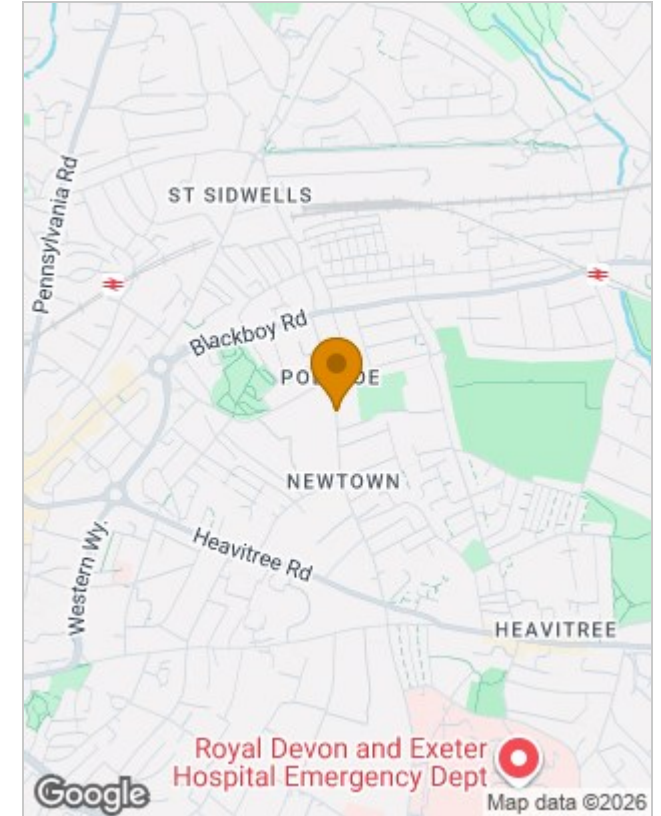 Pennsylvania Rd
ST SIDWELLS
Blackboy Rd
NEWTOWN
Heavitree Rd
Western Wy.
HEAVITREE
Royal Devon and Exeter
Hospital Emergency Dept
Google
Map data ©2026